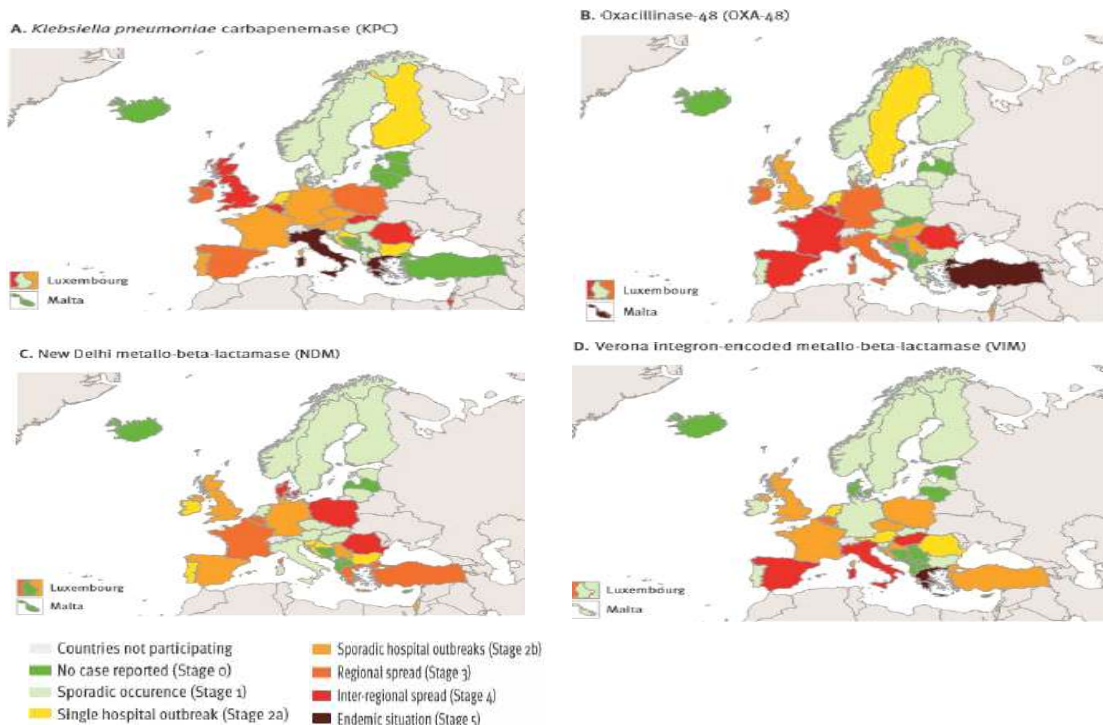 A. Klebsiella pneumoniae carbapenemase (KPC)
B. Oxacillinase-48 (OXA-48)
Luxembourg
Malta
Luxembourg
Malta
C. New Delhi metallo-beta-lactamase (NDM)
D. Verona integron-encoded metallo-beta-lactamase (VIM)
Luxembourg
Malta
Luxembourg
Malta
Countries not participating
No case reported (Stage 0)
Sporadic occurence (Stage 1)
Single hospital outbreak (Stage 2a)
Sporadic hospital outbreaks (Stage 2b)
Regional spread (Stage 3)
Inter-regional spread (Stage 4)
Endemic situation (Stage 5)